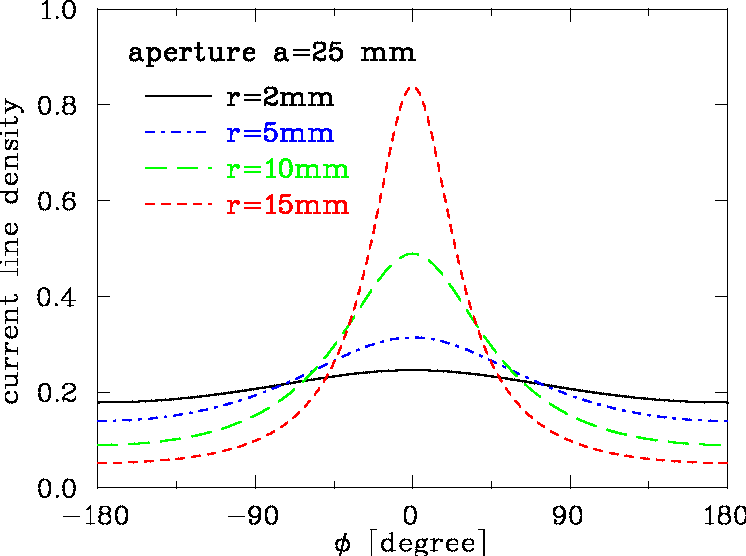 aperture a=25 mm
r=2mm
r=5mm
r=10mm
r=15mm
current line density
1.0
0.8
0.6
0.4
0.2
0.0
−180 −90 0 90 180
ϕ [degree]